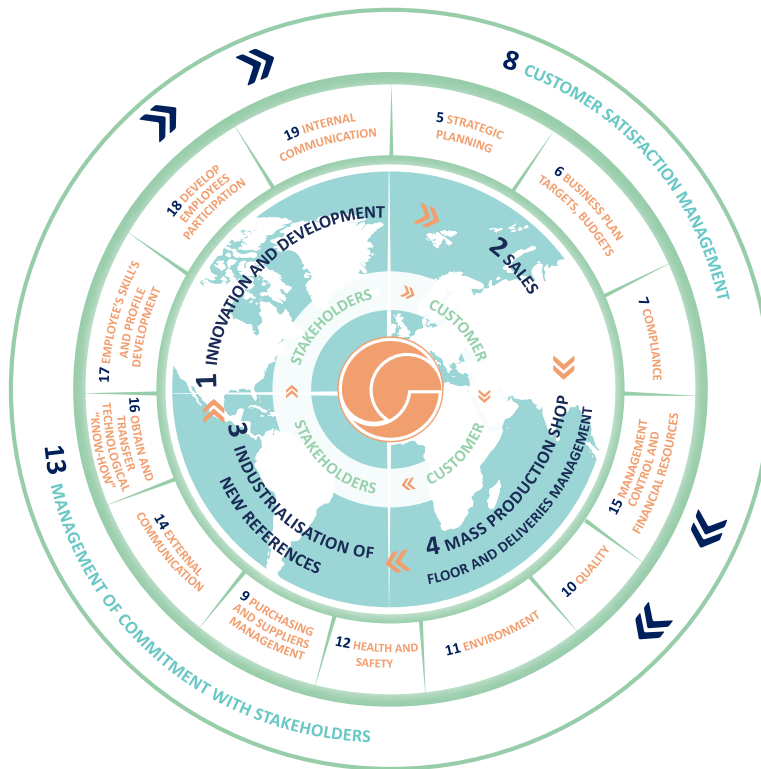 8 CUSTOMER SATISFACTION MANAGEMENT
13 MANAGEMENT OF COMMITMENT WITH STAKEHOLDERS
5 STRATEGIC
PLANNING
6 BUSINESS PLAN
TARGETS, BUDGETS
7 COMPLIANCE
15 MANAGEMENT
CONTROL AND
FINANCIAL RESOURCES
10 QUALITY
11 ENVIRONMENT
12 HEALTH AND
SAFETY
9 PURCHASING
AND SUPPLIERS
MANAGEMENT
14 EXTERNAL
COMMUNICATION
16 OBTAIN AND
TRANSFER
TECHNOLOGICAL
“KNOW-HOW”
17 EMPLOYEE'S SKILL'S
AND PROFILE
DEVELOPMENT
18 DEVELOP
EMPLOYEES
PARTICIPATION
19 INTERNAL
COMMUNICATION
1 INNOVATION AND DEVELOPMENT
2 SALES
3 INDUSTRIALISATION OF
NEW REFERENCES
4 MASS PRODUCTION SHOP
FLOOR AND DELIVERIES MANAGEMENT
STAKEHOLDERS
CUSTOMER
STAKEHOLDERS
CUSTOMER